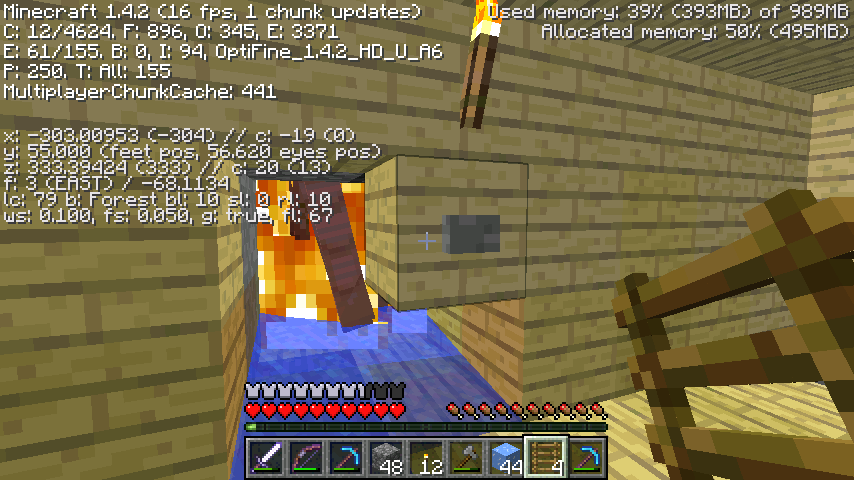 Minecraft 1.4.2 (16 fps, 1 chunk updates)
Used memory: 39% (393MB) of 989MB
C: 12/4624, F: 896, O: 345, E: 3371
Allocated memory: 50% (495MB)
E: 61/155, B: 0, I: 94, OptiFine_1.4.2_HD_U_A6
P: 250, T: All: 155
MultiplayerChunkCache: 441
x: -303.00953 (-304) // c: -19 (0)
y: 55.000 (feet pos, 56.620 eyes pos)
z: 333.39424 (333) // c: 20 (13)
f: 3 (EAST) / -68.1134
lc: 79 b: Forest bl: 10 sl: 0 rl: 10
ws: 0.100, fs: 0.050, g: true, fl: 67
48 12 44 4